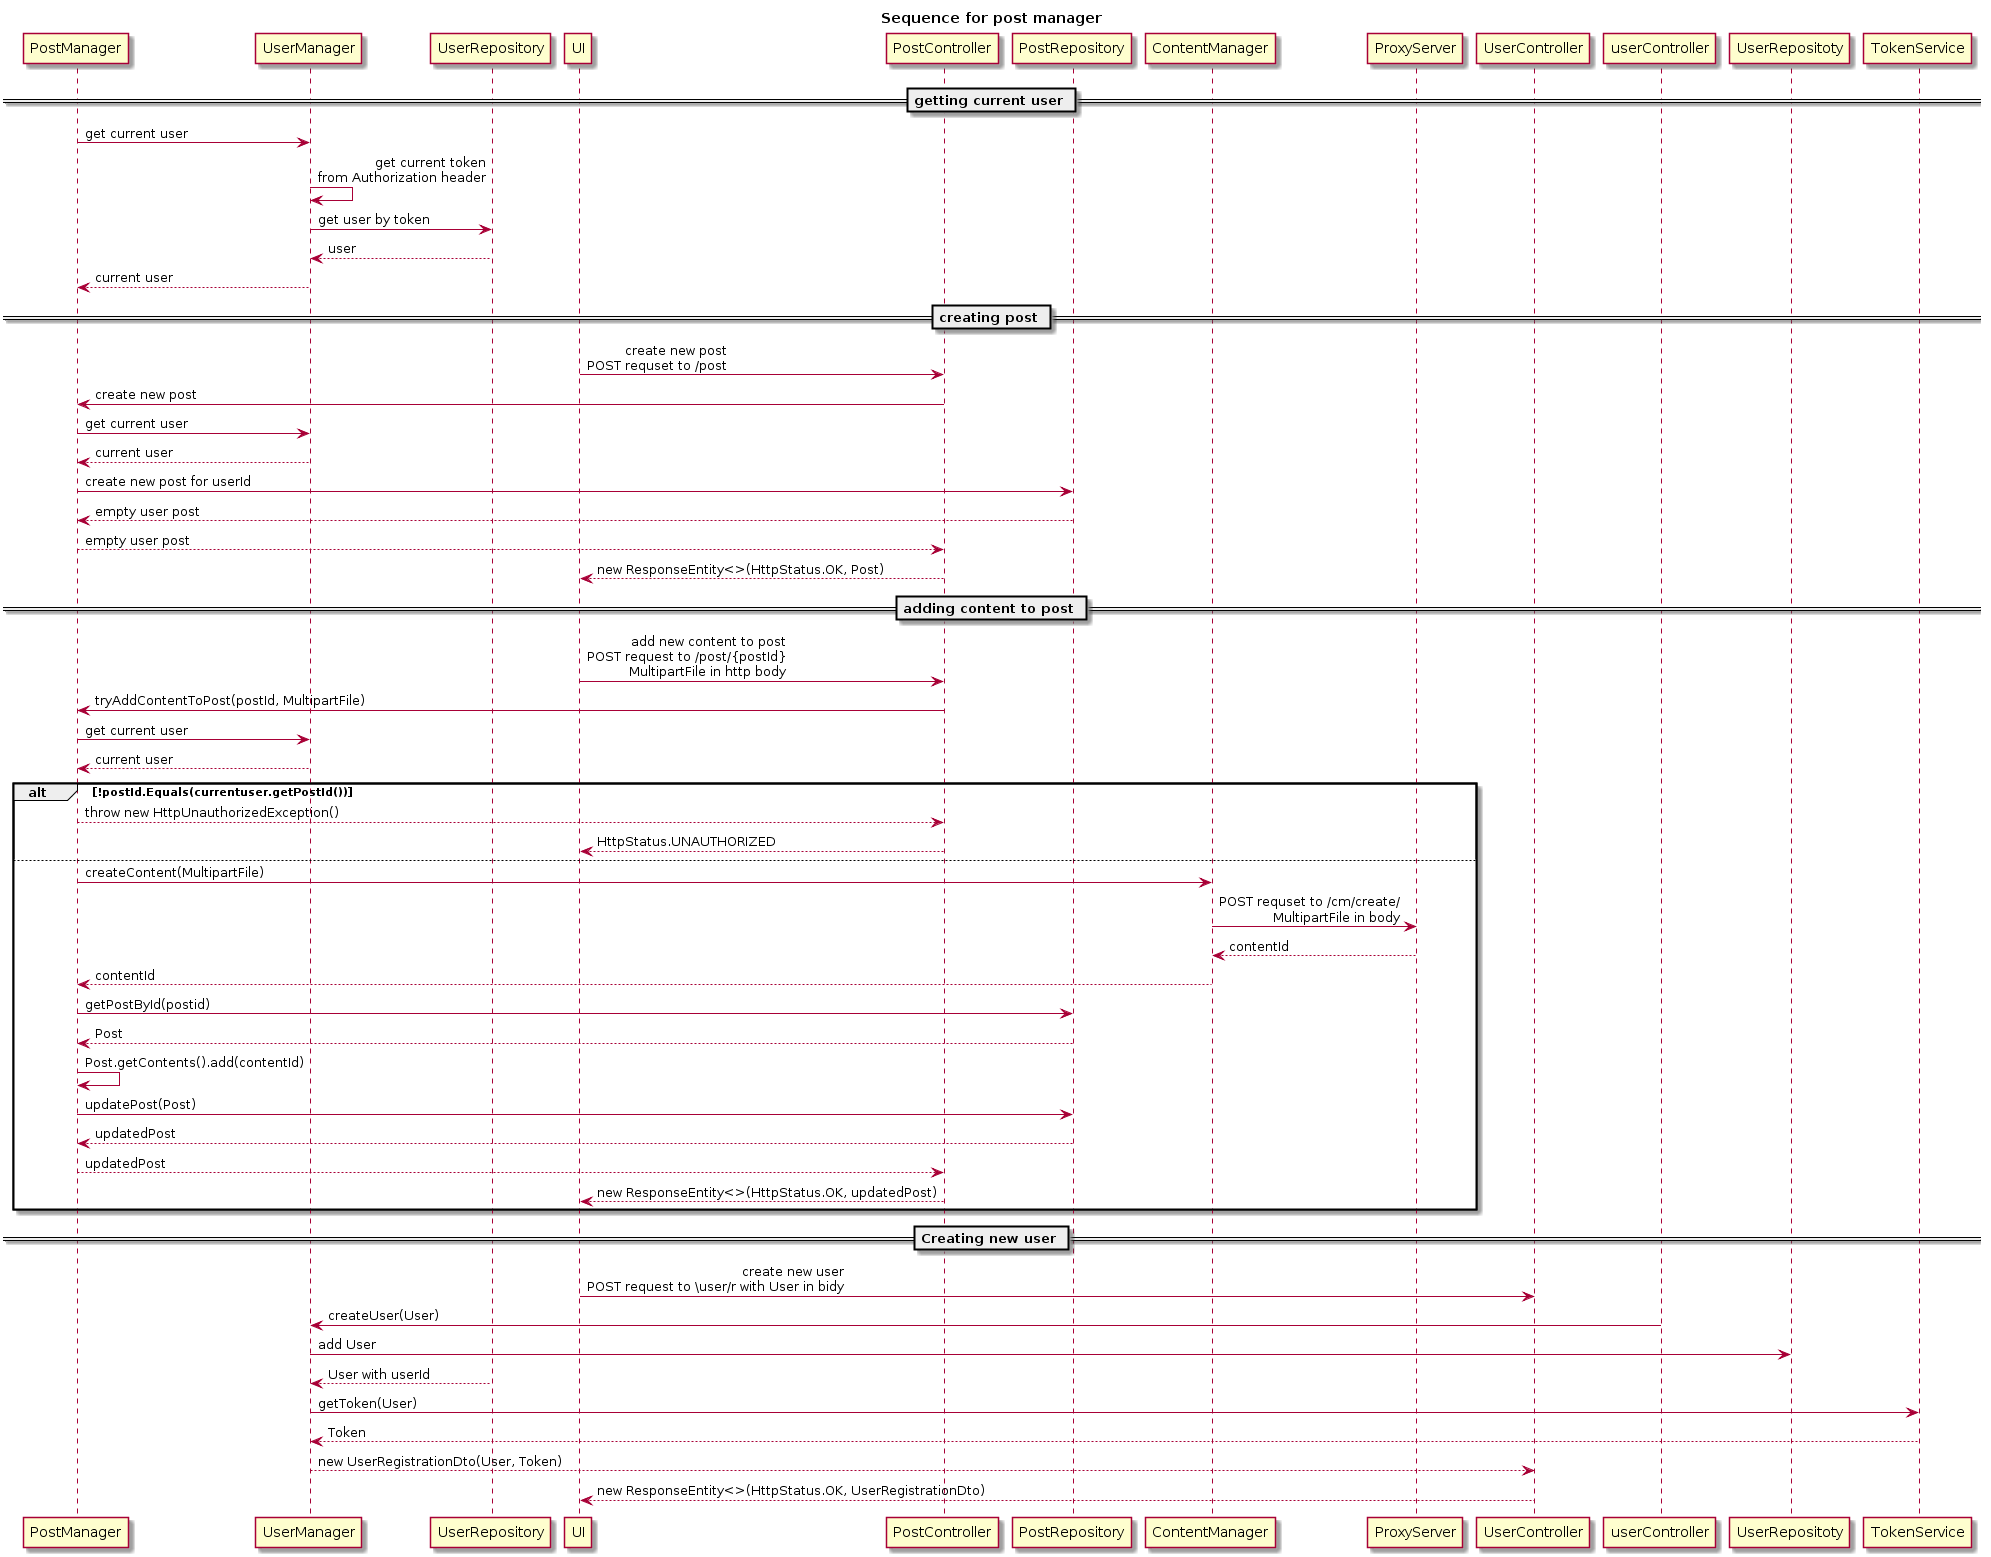 Sequence for post manager
PostManager
UserManager
UserRepository
UI
PostController
PostRepository
ContentManager
ProxyServer
UserController
userController
UserRepositoty
TokenService
getting current user
get current user
get current token
from Authorization header
get user by token
user
current user
creating post
create new post
POST requset to /post
create new post
get current user
current user
create new post for userId
empty user post
empty user post
new ResponseEntity<>(HttpStatus.OK, Post)
adding content to post
add new content to post
POST request to /post/{postId}
MultipartFile in http body
tryAddContentToPost(postId, MultipartFile)
get current user
current user
alt [!postId.Equals(currentuser.getPostId())]
throw new HttpUnauthorizedException()
HttpStatus.UNAUTHORIZED
createContent(MultipartFile)
POST requset to /cm/create/
MultipartFile in body
contentId
contentId
getPostById(postid)
Post
Post.getContents().add(contentId)
updatePost(Post)
updatedPost
updatedPost
new ResponseEntity<>(HttpStatus.OK, updatedPost)
Creating new user
create new user
POST request to \user/r with User in bidy
createUser(User)
add User
User with userId
getToken(User)
Token
new UserRegistrationDto(User, Token)
new ResponseEntity<>(HttpStatus.OK, UserRegistrationDto)
PostManager
UserManager
UserRepository
UI
PostController
PostRepository
ContentManager
ProxyServer
UserController
userController
UserRepositoty
TokenService